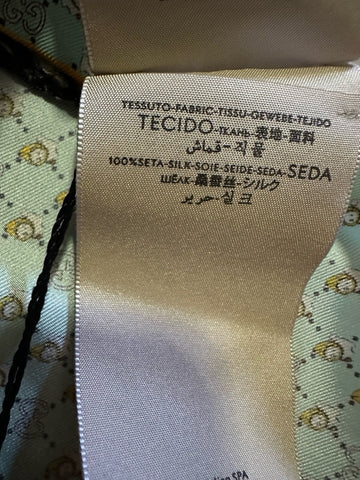 TESSUTO-FABRIC-TISSU-GEWEBE-TEJIDO
TECIDO-ТКАНЬ-表地-面料
قماش-직물
100%SETA-SILK-SOIE-SEIDE-SEDA-SEDA
ШЁЛК-桑蚕丝-シルク
حرير-실크
SPA